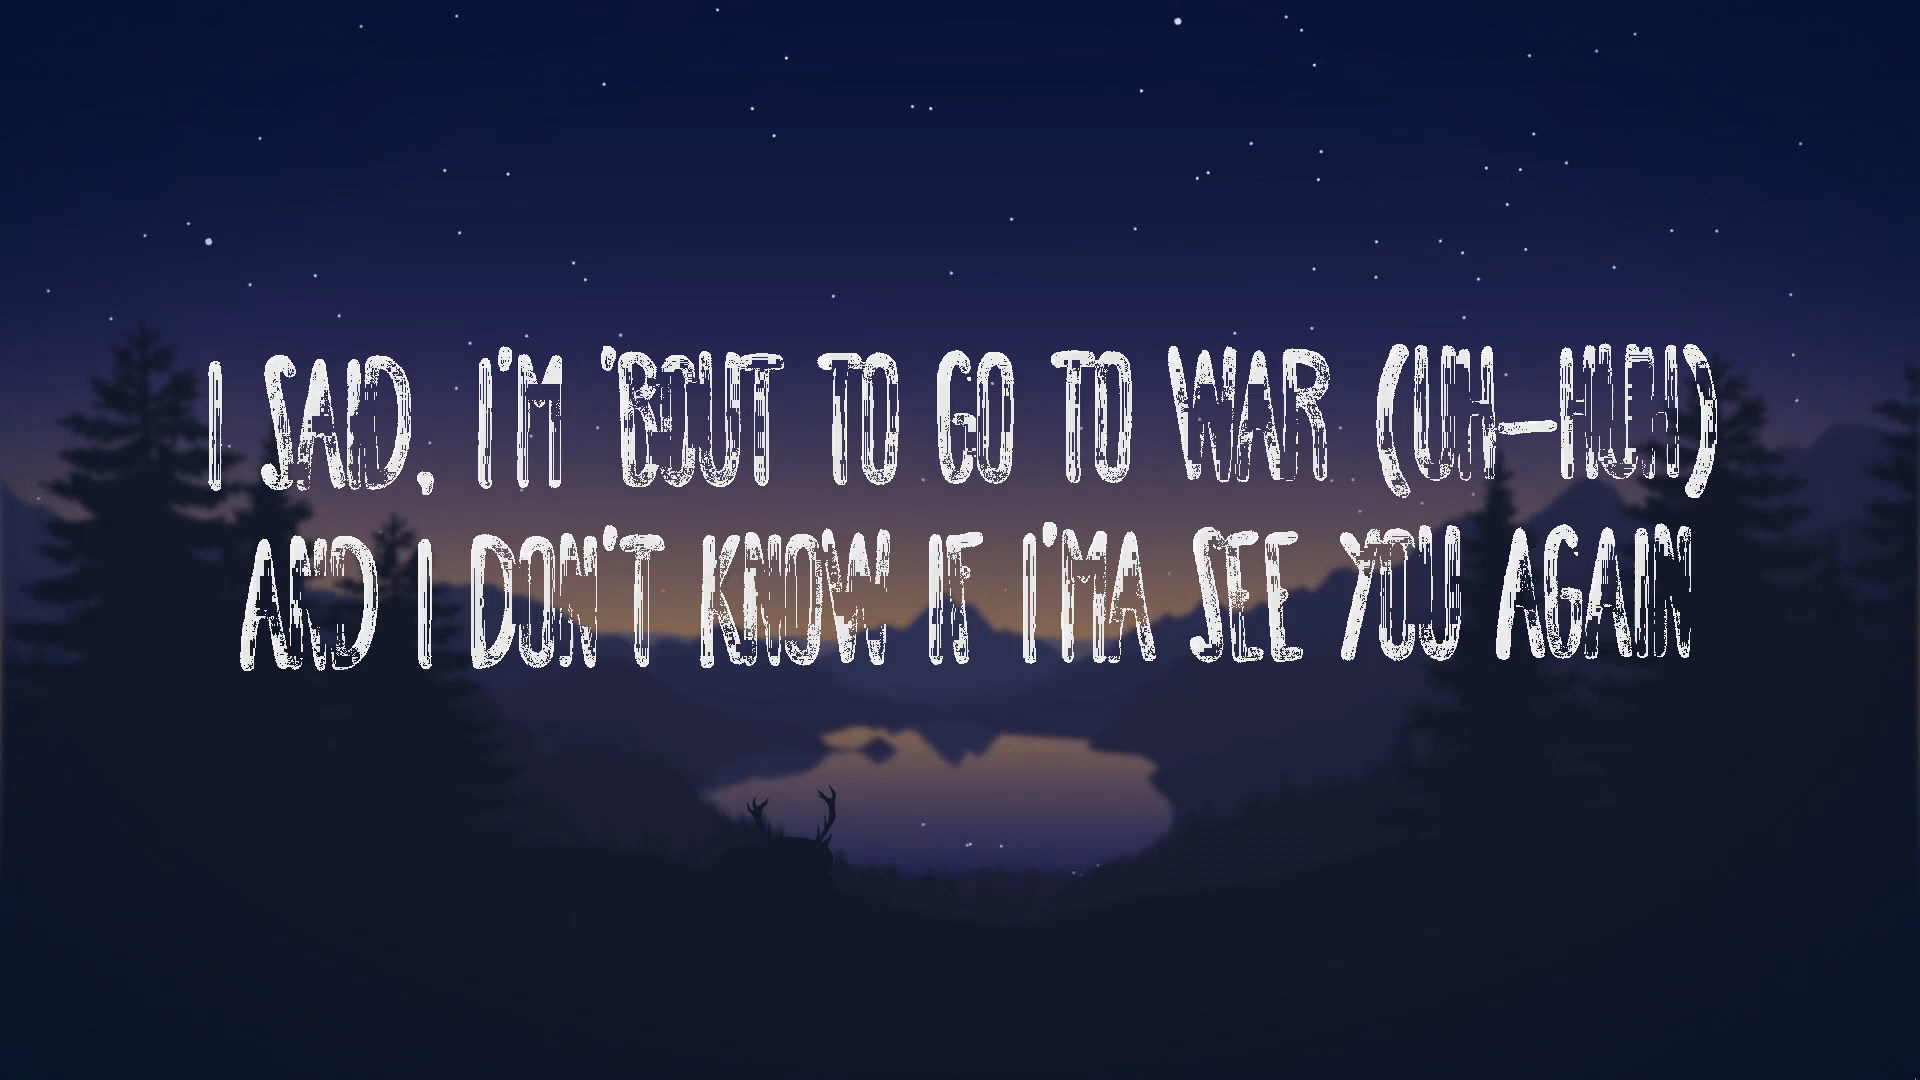 I SAID, I'M 'BOUT TO GO TO WAR (UH-HUH)
AND I DON'T KNOW IF I'MA SEE YOU AGAIN